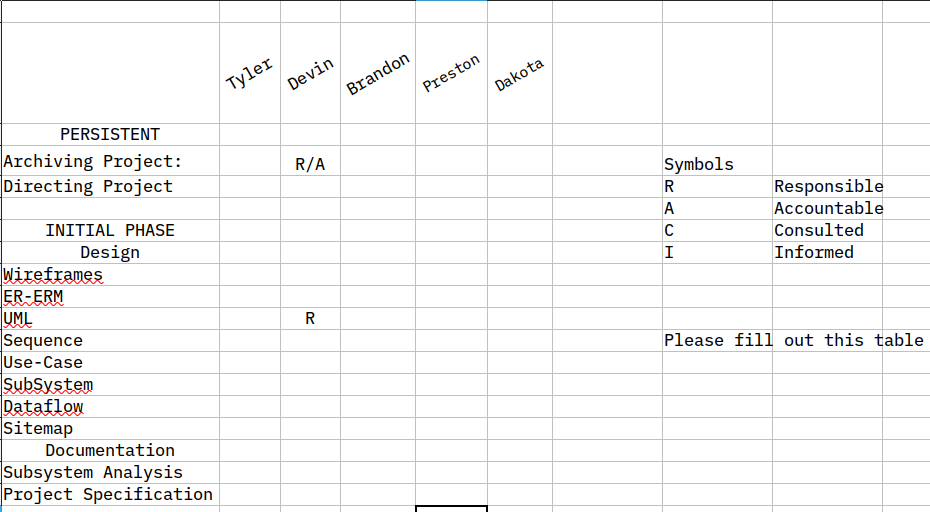 Tyler Devin Brandon Preston Dakota
PERSISTENT
Archiving Project: R/A Symbols
Directing Project R Responsible
A Accountable
INITIAL PHASE C Consulted
Design I Informed
Wireframes
ER-ERM
UML R
Sequence Please fill out this table
Use-Case
SubSystem
Dataflow
Sitemap
Documentation
Subsystem Analysis
Project Specification